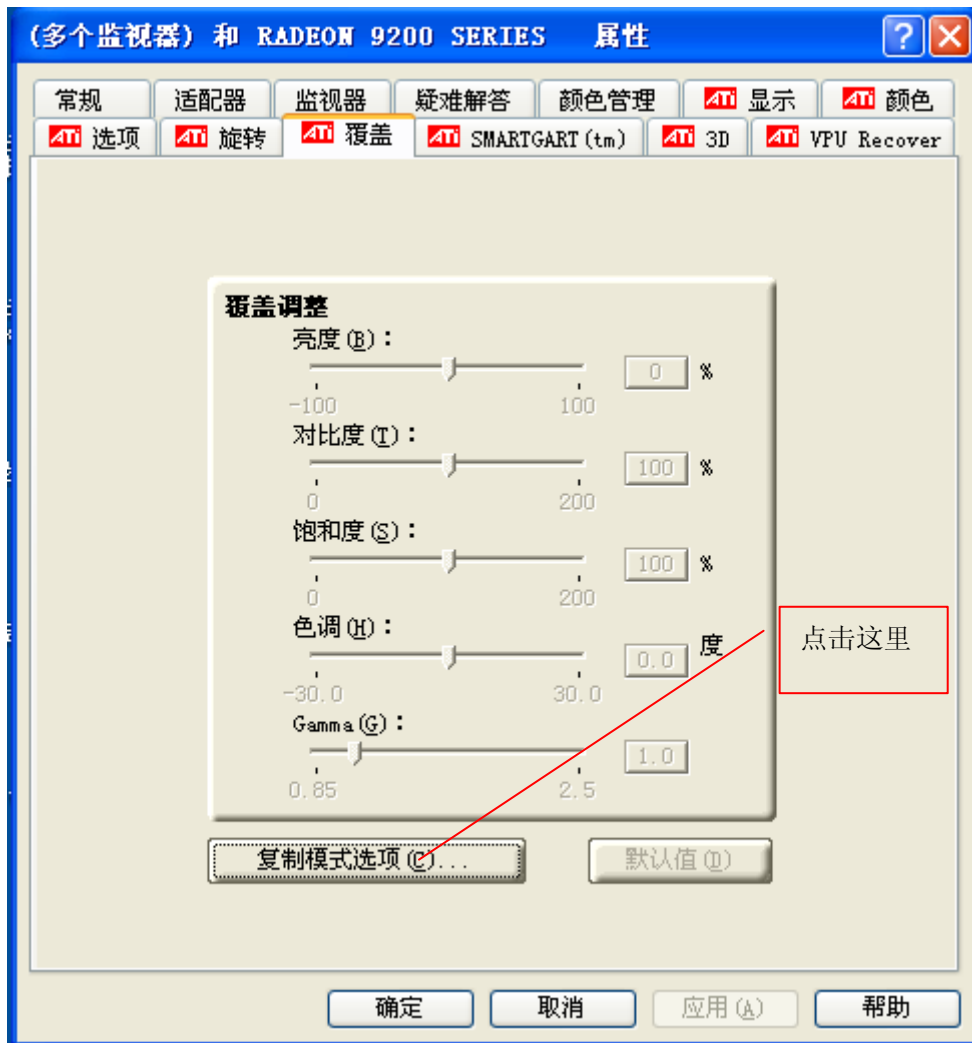 (多个监视器) 和 RADEON 9200 SERIES 属性
常规 适配器 监视器 疑难解答 颜色管理 ATI 显示 ATI 颜色
ATI 选项 ATI 旋转 ATI 覆盖 ATI SMARTGART(tm) ATI 3D ATI VPU Recover
覆盖调整
亮度(B):
0 %
-100 100
对比度(T):
100 %
0 200
饱和度(S):
100 %
0 200
色调(H):
0.0 度
-30.0 30.0
点击这里
Gamma(G):
1.0
0.85 2.5
复制模式选项(C)... 默认值(D)
确定 取消 应用(A) 帮助